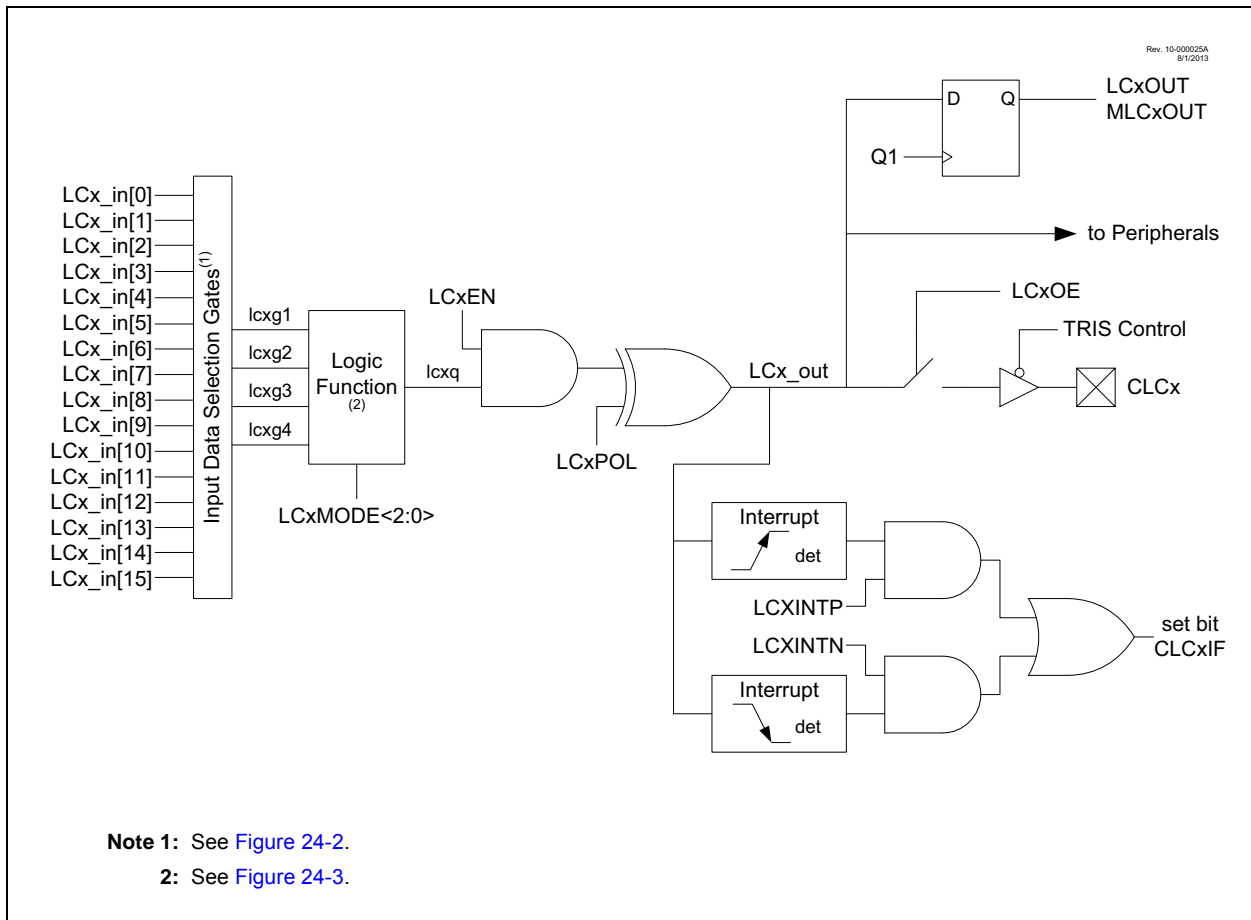 Rev. 10-000025A
8/1/2013
LCxOUT
MLCxOUT
D Q
Q1
to Peripherals
LCx_in[0]
LCx_in[1]
LCx_in[2]
LCx_in[3]
LCx_in[4]
LCx_in[5]
LCx_in[6]
LCx_in[7]
LCx_in[8]
LCx_in[9]
LCx_in[10]
LCx_in[11]
LCx_in[12]
LCx_in[13]
LCx_in[14]
LCx_in[15]
Input Data Selection Gates(1)
lcxg1
lcxg2
lcxg3
lcxg4
Logic
Function
(2)
LCxMODE<2:0>
lcxq
LCxEN
LCxPOL
LCx_out
LCxOE
TRIS Control
CLCx
Interrupt
det
LCXINTP
LCXINTN
Interrupt
det
set bit
CLCxIF
Note 1: See Figure 24-2.
2: See Figure 24-3.